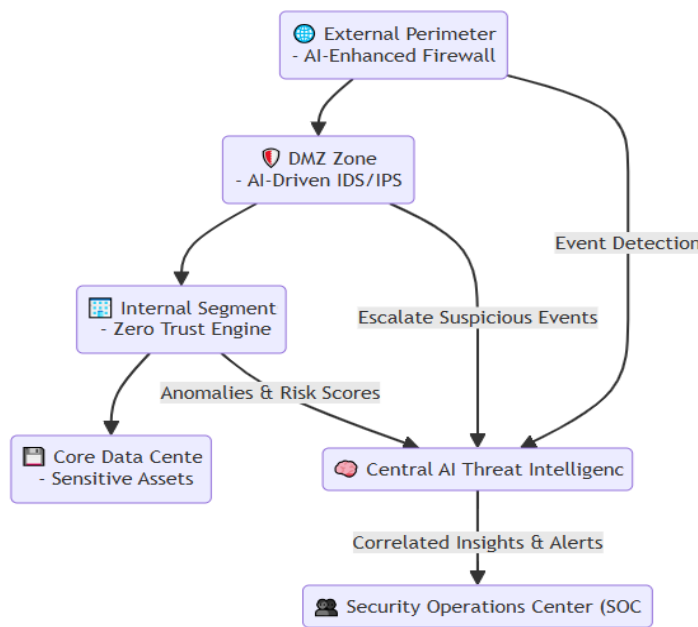 External Perimeter
- AI-Enhanced Firewall
DMZ Zone
- AI-Driven IDS/IPS
Event Detection
Internal Segment
- Zero Trust Engine
Escalate Suspicious Events
Anomalies & Risk Scores
Core Data Cente
- Sensitive Assets
Central AI Threat Intelligenc
Correlated Insights & Alerts
Security Operations Center (SOC